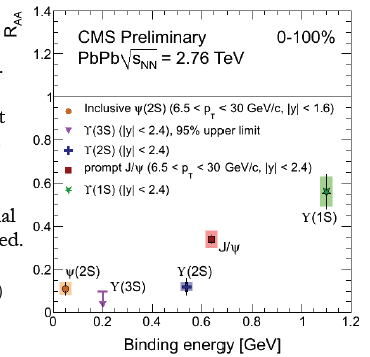 R_AA
1.4
1.2
1
0.8
0.6
0.4
0.2
0
CMS Preliminary 0-100%
PbPb √s_NN = 2.76 TeV
Inclusive ψ(2S) (6.5 < p_T < 30 GeV/c, |y| < 1.6)
ϒ(3S) (|y| < 2.4), 95% upper limit
ϒ(2S) (|y| < 2.4)
prompt J/ψ (6.5 < p_T < 30 GeV/c, |y| < 2.4)
ϒ(1S) (|y| < 2.4)
ϒ(1S)
J/ψ
ψ(2S)
ϒ(3S)
ϒ(2S)
0 0.2 0.4 0.6 0.8 1 1.2
Binding energy [GeV]